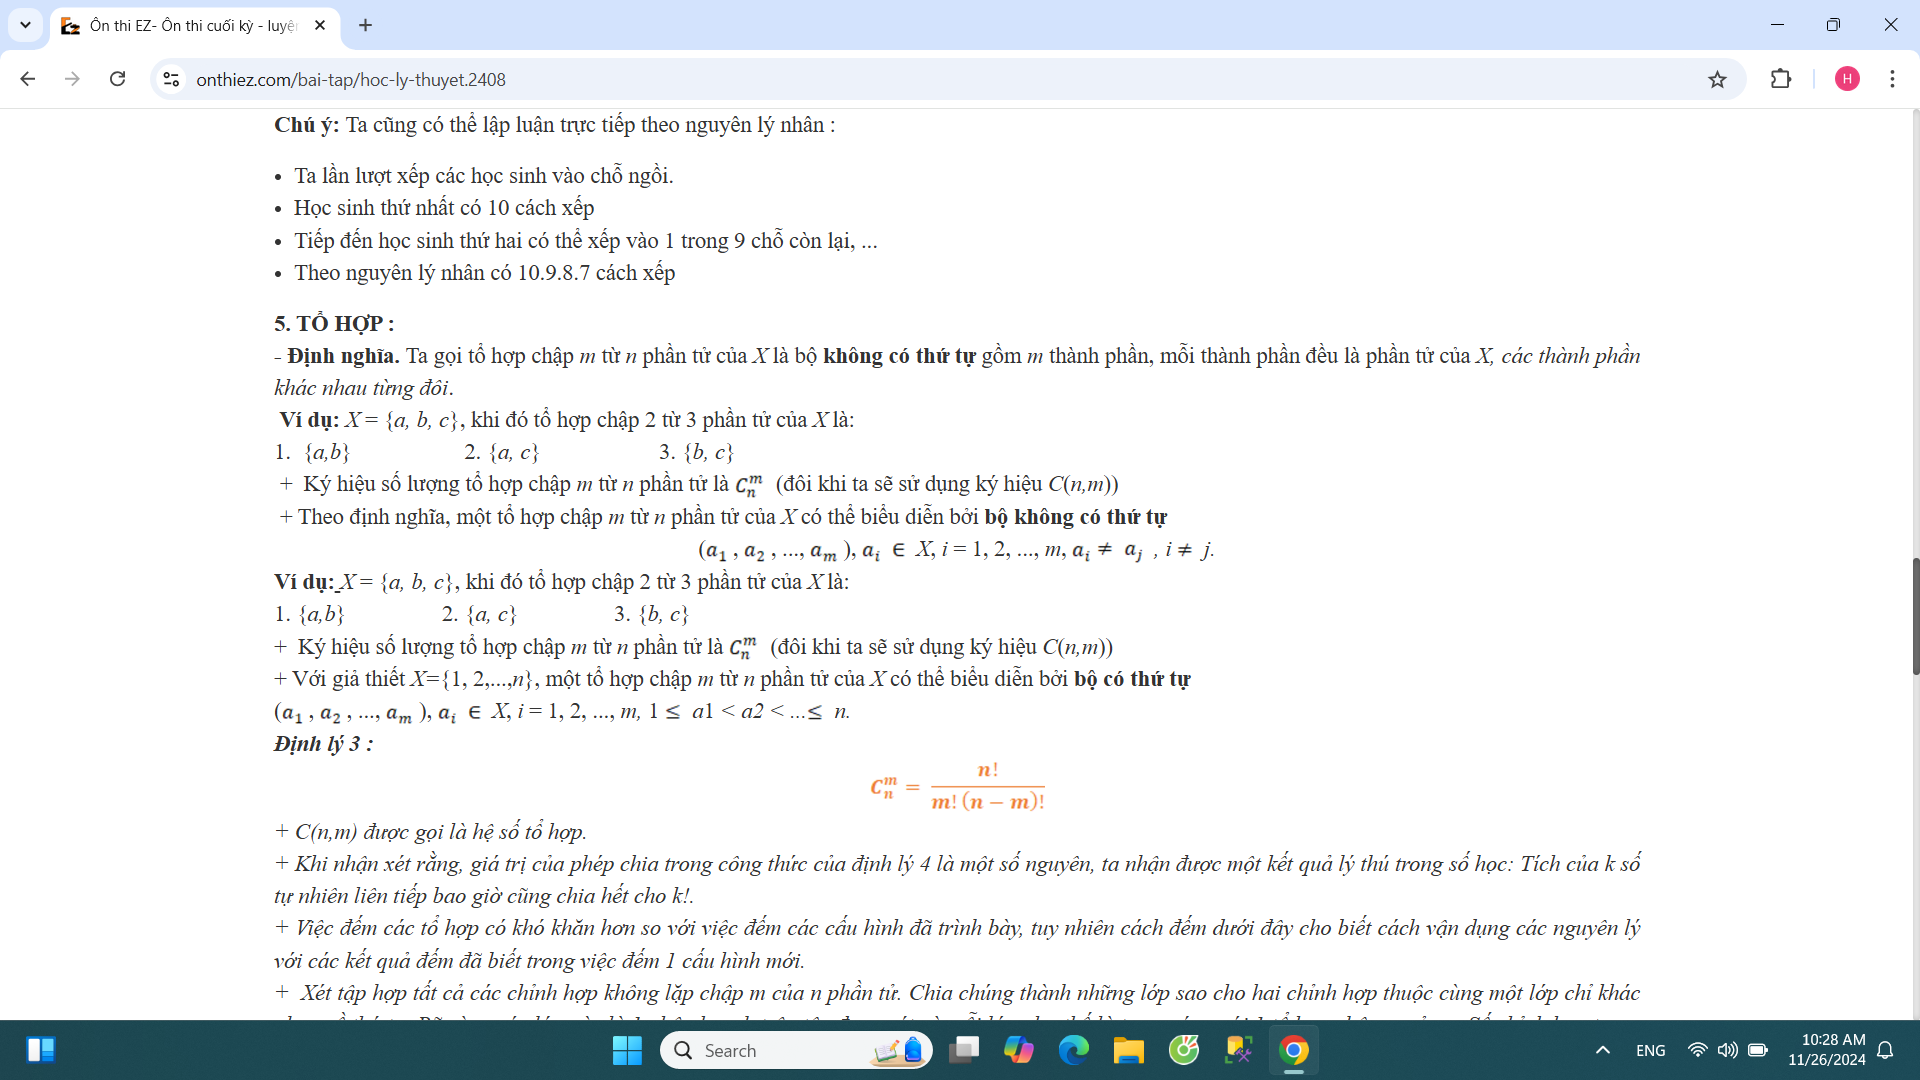 Ôn thi EZ- Ôn thi cuối kỳ - luyệ
onthiez.com/bai-tap/hoc-ly-thuyet.2408
H
Chú ý: Ta cũng có thể lập luận trực tiếp theo nguyên lý nhân :
• Ta lần lượt xếp các học sinh vào chỗ ngồi.
• Học sinh thứ nhất có 10 cách xếp
• Tiếp đến học sinh thứ hai có thể xếp vào 1 trong 9 chỗ còn lại, ...
• Theo nguyên lý nhân có 10.9.8.7 cách xếp
5. TỔ HỢP :
- Định nghĩa. Ta gọi tổ hợp chập m từ n phần tử của X là bộ không có thứ tự gồm m thành phần, mỗi thành phần đều là phần tử của X, các thành phần
khác nhau từng đôi.
Ví dụ: X = {a, b, c}, khi đó tổ hợp chập 2 từ 3 phần tử của X là:
1. {a,b} 2. {a, c} 3. {b, c}
+ Ký hiệu số lượng tổ hợp chập m từ n phần tử là C_n^m (đôi khi ta sẽ sử dụng ký hiệu C(n,m))
+ Theo định nghĩa, một tổ hợp chập m từ n phần tử của X có thể biểu diễn bởi bộ không có thứ tự
(a₁ , a₂ , ..., aₘ ), aᵢ ∈ X, i = 1, 2, ..., m, aᵢ ≠ aⱼ , i ≠ j.
Ví dụ: X = {a, b, c}, khi đó tổ hợp chập 2 từ 3 phần tử của X là:
1. {a,b} 2. {a, c} 3. {b, c}
+ Ký hiệu số lượng tổ hợp chập m từ n phần tử là C_n^m (đôi khi ta sẽ sử dụng ký hiệu C(n,m))
+ Với giả thiết X={1, 2,...,n}, một tổ hợp chập m từ n phần tử của X có thể biểu diễn bởi bộ có thứ tự
(a₁ , a₂ , ..., aₘ ), aᵢ ∈ X, i = 1, 2, ..., m, 1 ≤ a1 < a2 < ...≤ n.
Định lý 3 :
C_n^m = n! / m! (n − m)!
+ C(n,m) được gọi là hệ số tổ hợp.
+ Khi nhận xét rằng, giá trị của phép chia trong công thức của định lý 4 là một số nguyên, ta nhận được một kết quả lý thú trong số học: Tích của k số
tự nhiên liên tiếp bao giờ cũng chia hết cho k!.
+ Việc đếm các tổ hợp có khó khăn hơn so với việc đếm các cấu hình đã trình bày, tuy nhiên cách đếm dưới đây cho biết cách vận dụng các nguyên lý
với các kết quả đếm đã biết trong việc đếm 1 cấu hình mới.
+ Xét tập hợp tất cả các chỉnh hợp không lặp chập m của n phần tử. Chia chúng thành những lớp sao cho hai chỉnh hợp thuộc cùng một lớp chỉ khác
Search
ENG
10:28 AM
11/26/2024